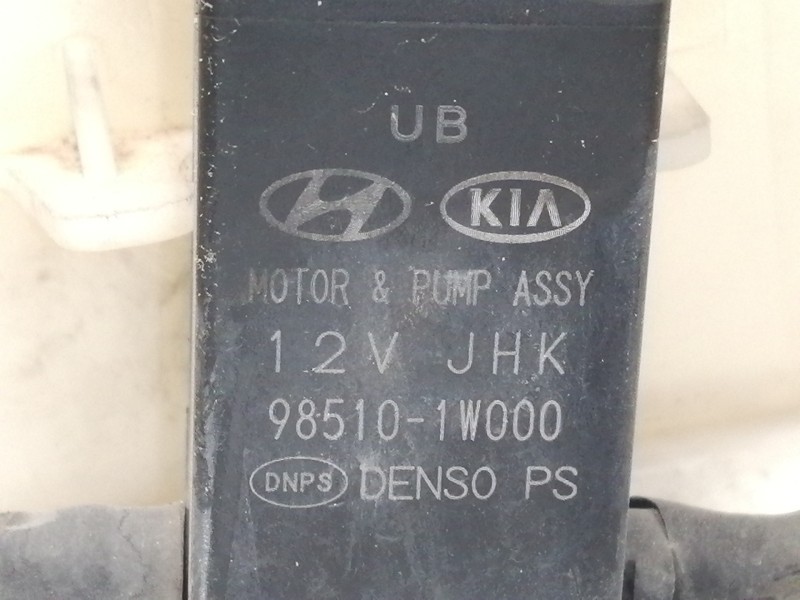 UB
KIA
MOTOR & PUMP ASSY
12V JHK
98510-1W000
DNPS DENSO PS